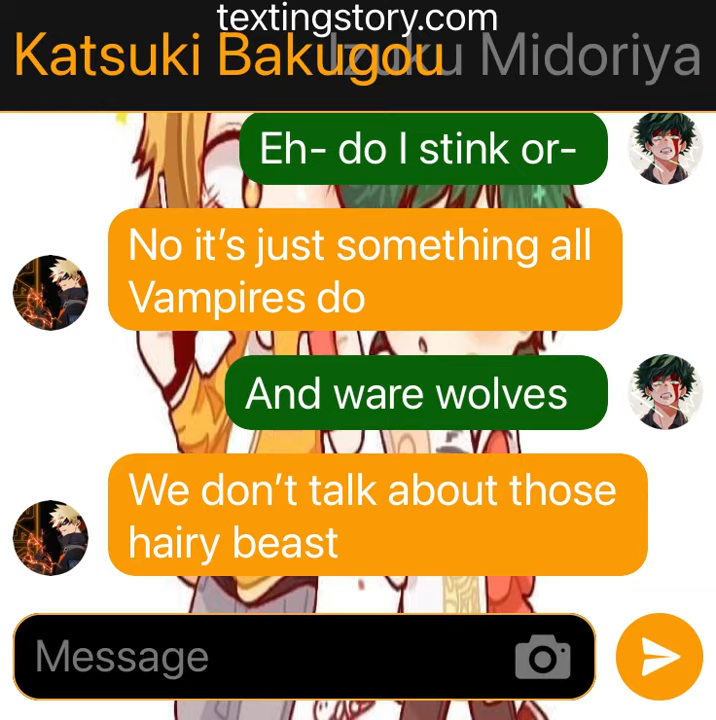 textingstory.com
Katsuki Bakugou Izuku Midoriya
Eh- do I stink or-
No it's just something all
Vampires do
And ware wolves
We don't talk about those
hairy beast
Message